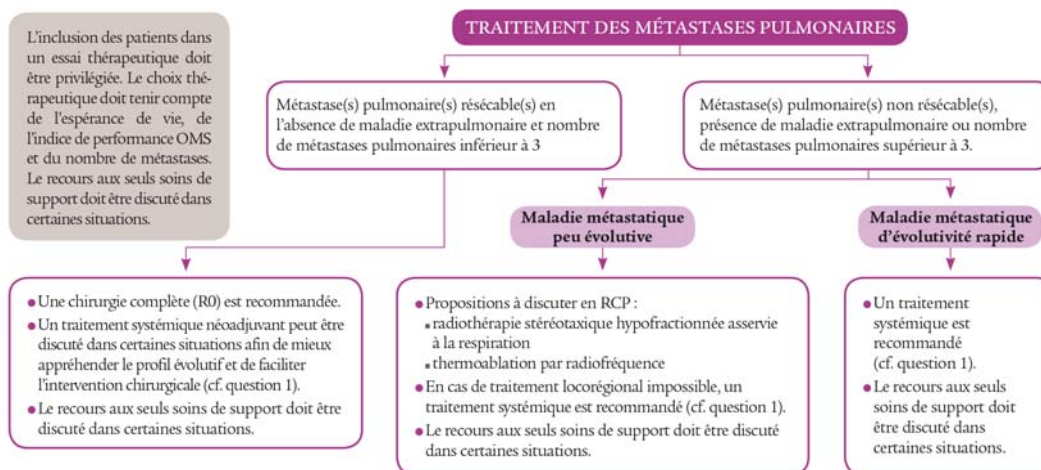 TRAITEMENT DES MÉTASTASES PULMONAIRES
L'inclusion des patients dans
un essai thérapeutique doit
être privilégiée. Le choix thé-
rapeutique doit tenir compte
de l'espérance de vie, de
l'indice de performance OMS
et du nombre de métastases.
Le recours aux seuls soins de
support doit être discuté dans
certaines situations.
Métastase(s) pulmonaire(s) résécable(s) en
l'absence de maladie extrapulmonaire et nombre
de métastases pulmonaires inférieur à 3
Métastase(s) pulmonaire(s) non résécable(s),
présence de maladie extrapulmonaire ou nombre
de métastases pulmonaires supérieur à 3.
Maladie métastatique
peu évolutive
Maladie métastatique
d'évolutivité rapide
● Une chirurgie complète (R0) est recommandée.
● Un traitement systémique néoadjuvant peut être
discuté dans certaines situations afin de mieux
appréhender le profil évolutif et de faciliter
l'intervention chirurgicale (cf. question 1).
● Le recours aux seuls soins de support doit être
discuté dans certaines situations.
● Propositions à discuter en RCP :
▪ radiothérapie stéréotaxique hypofractionnée asservie
à la respiration
▪ thermoablation par radiofréquence
● En cas de traitement locorégional impossible, un
traitement systémique est recommandé (cf. question 1).
● Le recours aux seuls soins de support doit être discuté
dans certaines situations.
● Un traitement
systémique est
recommandé
(cf. question 1).
● Le recours aux seuls
soins de support doit
être discuté dans
certaines situations.